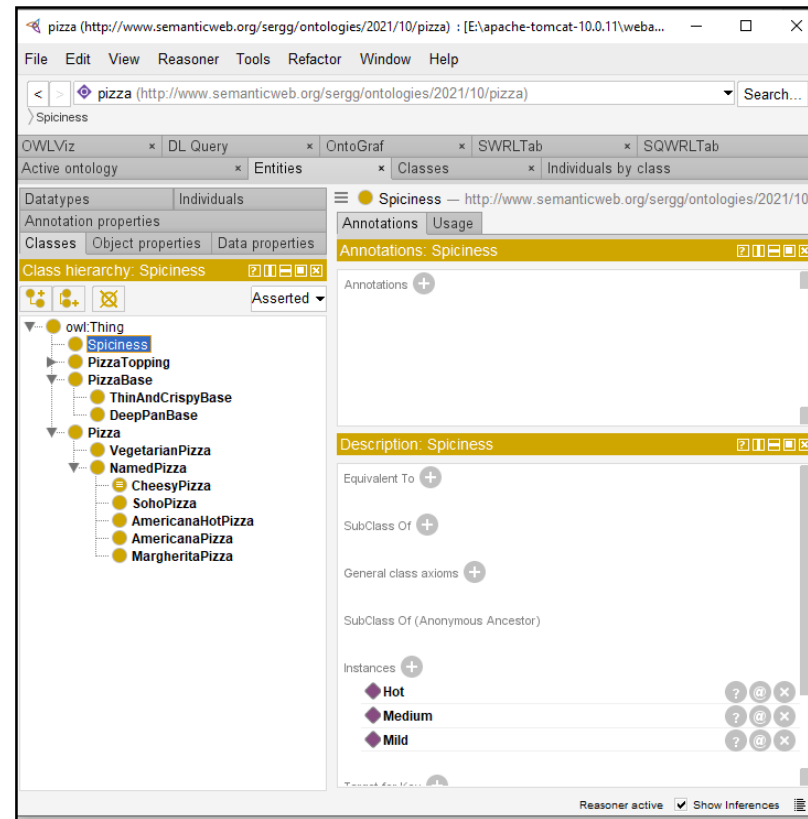 pizza (http://www.semanticweb.org/sergg/ontologies/2021/10/pizza) : [E:\apache-tomcat-10.0.11\weba...
File Edit View Reasoner Tools Refactor Window Help
< > pizza (http://www.semanticweb.org/sergg/ontologies/2021/10/pizza) Search...
Spiciness
OWLViz × DL Query × OntoGraf × SWRLTab × SQWRLTab
Active ontology × Entities × Classes × Individuals by class
Datatypes Individuals
Annotation properties
Classes Object properties Data properties
Class hierarchy: Spiciness
Asserted
owl:Thing
Spiciness
PizzaTopping
PizzaBase
ThinAndCrispyBase
DeepPanBase
Pizza
VegetarianPizza
NamedPizza
CheesyPizza
SohoPizza
AmericanaHotPizza
AmericanaPizza
MargheritaPizza
Spiciness — http://www.semanticweb.org/sergg/ontologies/2021/10
Annotations Usage
Annotations: Spiciness
Annotations
Description: Spiciness
Equivalent To
SubClass Of
General class axioms
SubClass Of (Anonymous Ancestor)
Instances
Hot
Medium
Mild
Target for Key
Reasoner active Show Inferences